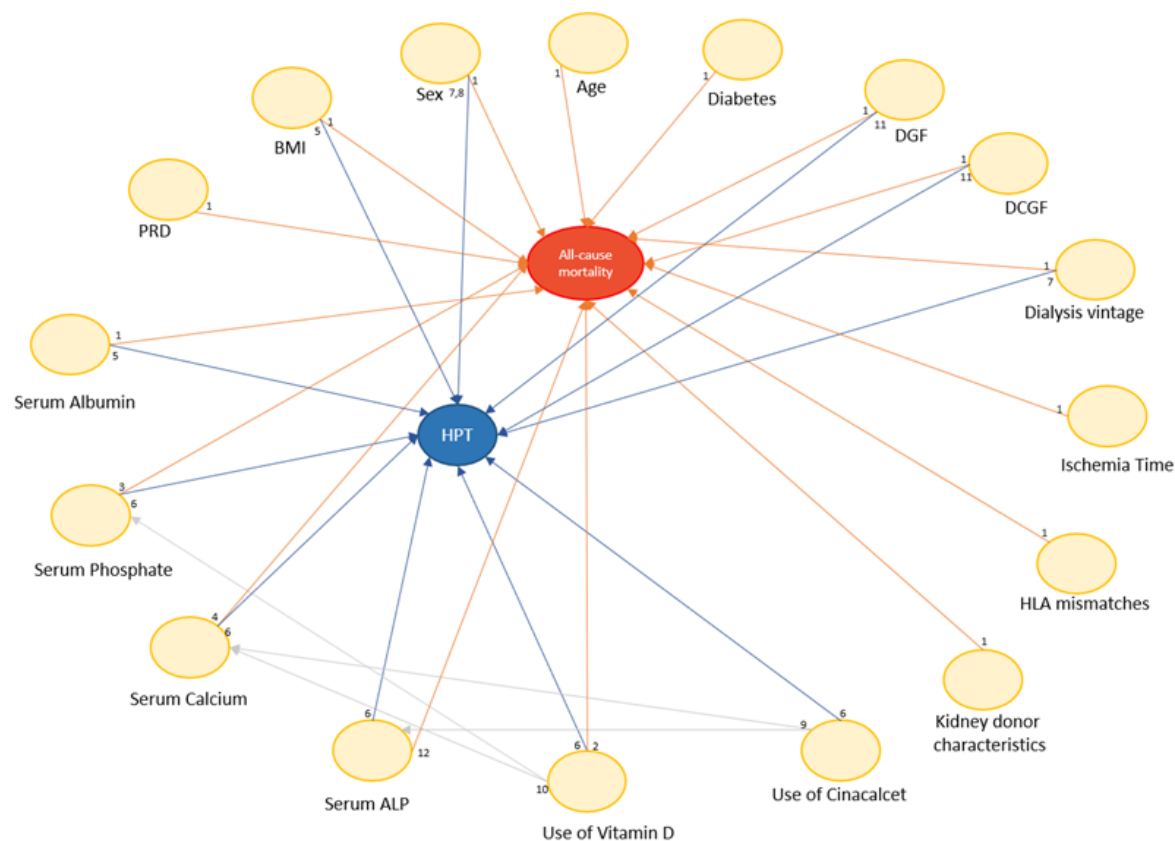 1
Age
1
Diabetes
Sex 7,8
1
BMI
5
1
1
11
DGF
1
11
DCGF
PRD
1
All-cause
mortality
1
7
Dialysis vintage
1
5
Serum Albumin
HPT
1
Ischemia Time
3
6
Serum Phosphate
1
HLA mismatches
4
6
Serum Calcium
1
Kidney donor
characteristics
6
12
Serum ALP
6
2
10
Use of Vitamin D
9
6
Use of Cinacalcet